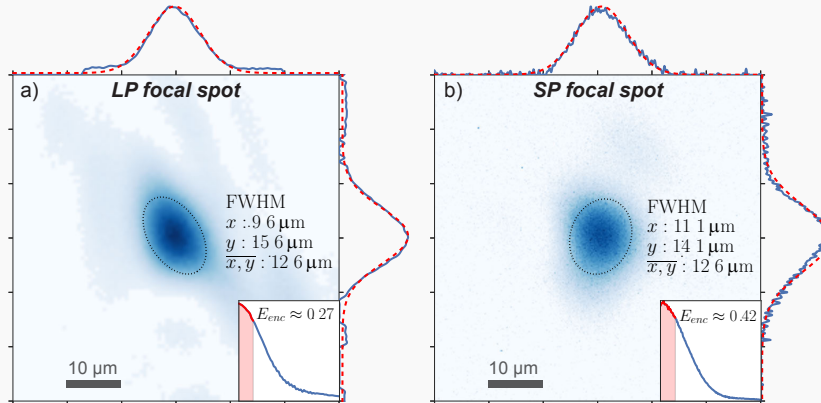 a)
LP focal spot
FWHM
x :.9 6 µm
y : 15 6 µm
x, y : 12 6 µm
E_enc ≈ 0 27
10 µm
b)
SP focal spot
FWHM
x : 11 1 µm
y : 14 1 µm
x, y : 12 6 µm
E_enc ≈ 0.42
10 µm